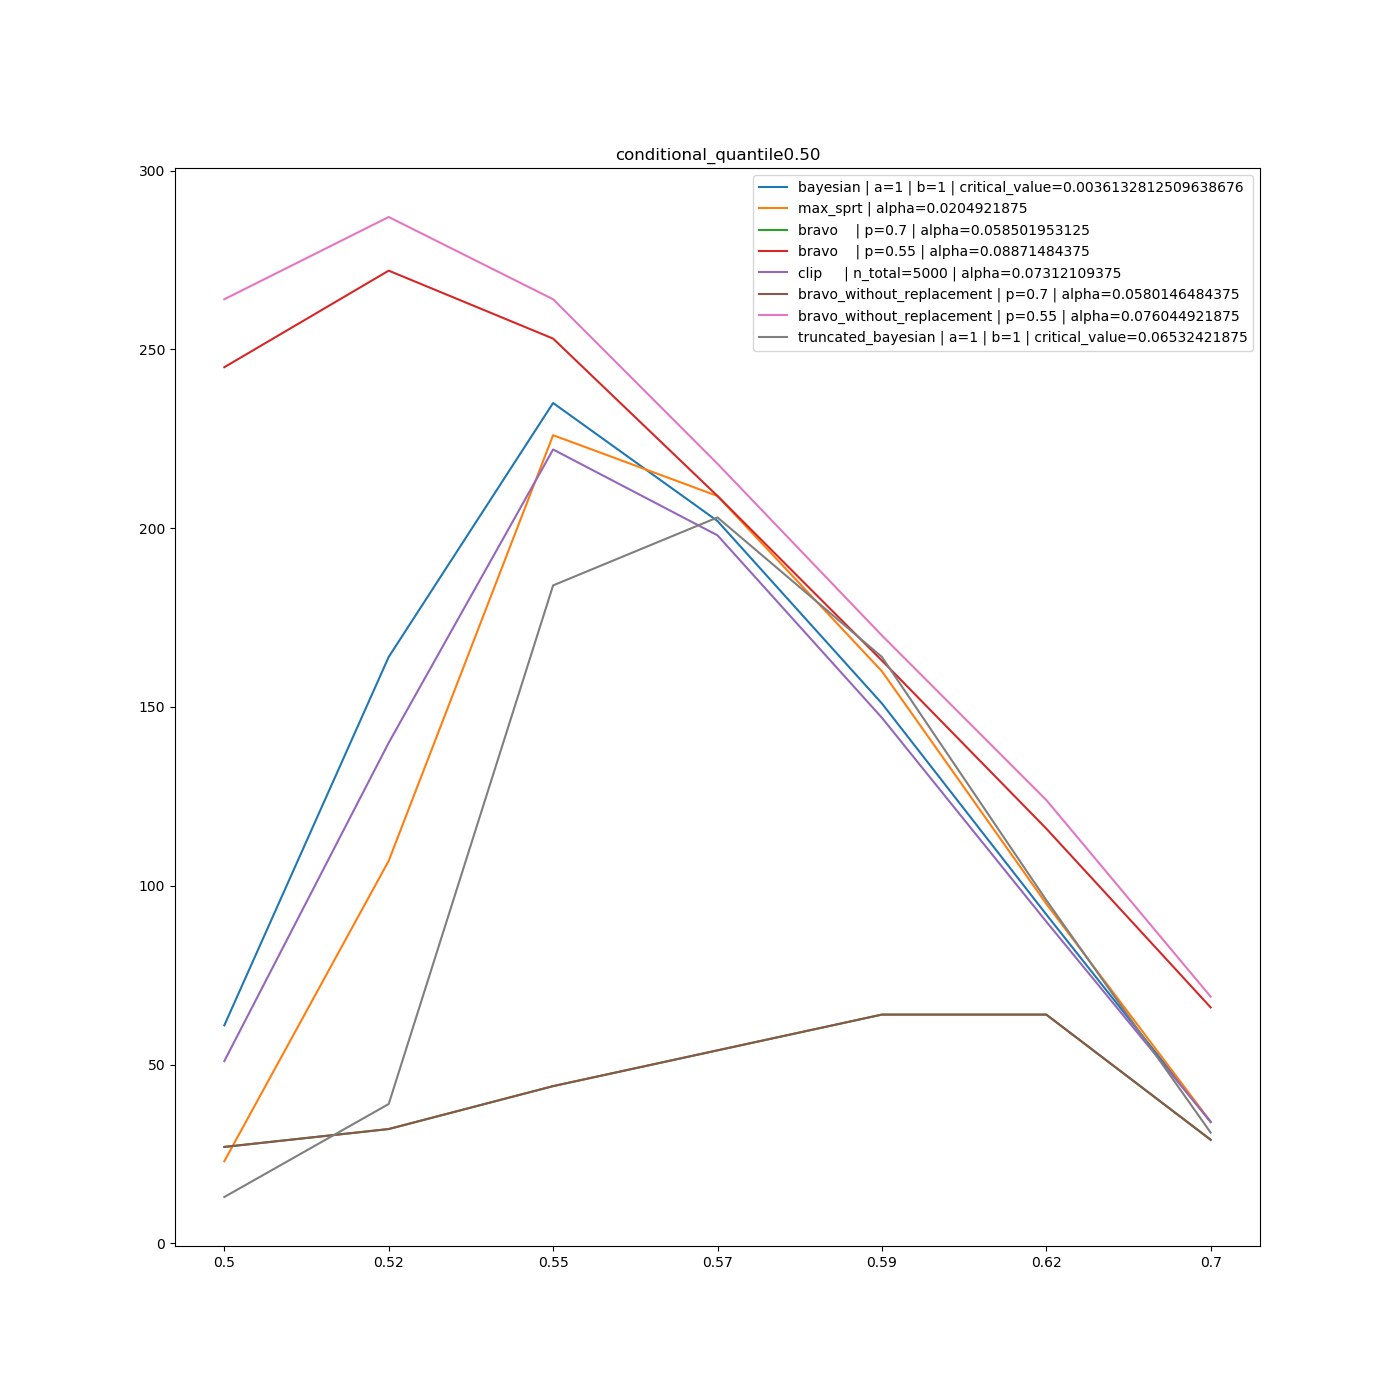 conditional_quantile0.50
300
250
200
150
100
50
0
bayesian | a=1 | b=1 | critical_value=0.0036132812509638676
max_sprt | alpha=0.0204921875
bravo    | p=0.7 | alpha=0.058501953125
bravo    | p=0.55 | alpha=0.08871484375
clip     | n_total=5000 | alpha=0.07312109375
bravo_without_replacement | p=0.7 | alpha=0.0580146484375
bravo_without_replacement | p=0.55 | alpha=0.076044921875
truncated_bayesian | a=1 | b=1 | critical_value=0.06532421875
0.5 0.52 0.55 0.57 0.59 0.62 0.7